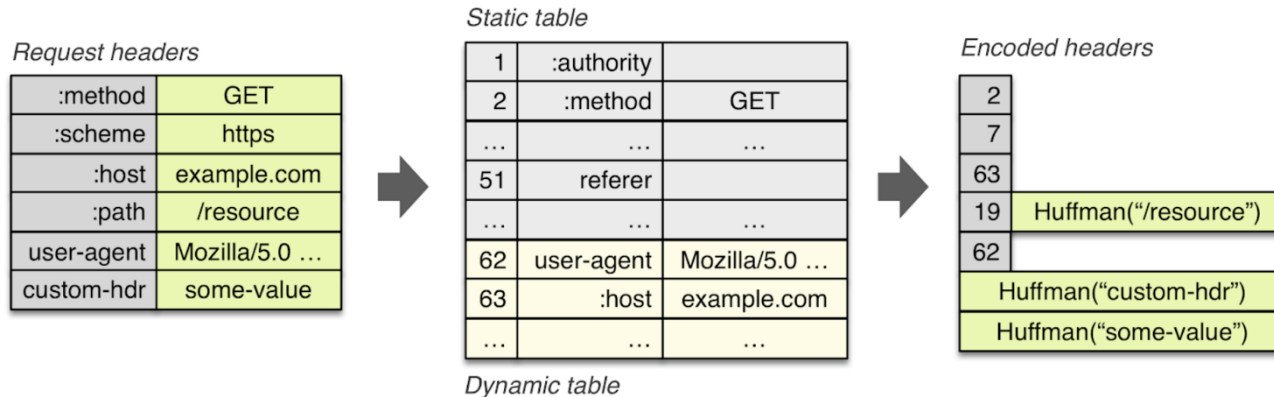 Static table
Request headers
Encoded headers
:method GET
:scheme https
:host example.com
:path /resource
user-agent Mozilla/5.0 ...
custom-hdr some-value
1 :authority
2 :method GET
... ... ...
51 referer
... ... ...
62 user-agent Mozilla/5.0 ...
63 :host example.com
... ... ...
Dynamic table
2
7
63
19 Huffman(“/resource”)
62
Huffman(“custom-hdr”)
Huffman(“some-value”)